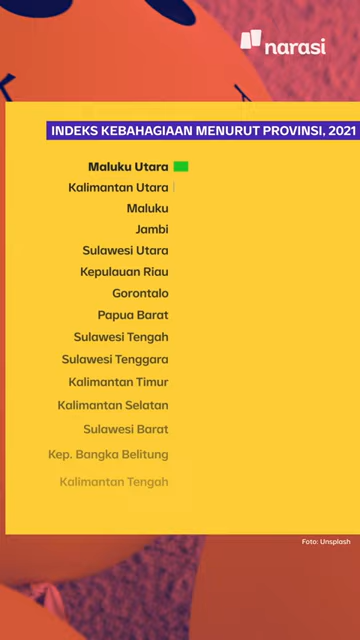 narasi
INDEKS KEBAHAGIAAN MENURUT PROVINSI, 2021
Maluku Utara
Kalimantan Utara
Maluku
Jambi
Sulawesi Utara
Kepulauan Riau
Gorontalo
Papua Barat
Sulawesi Tengah
Sulawesi Tenggara
Kalimantan Timur
Kalimantan Selatan
Sulawesi Barat
Kep. Bangka Belitung
Kalimantan Tengah
Foto: Unsplash